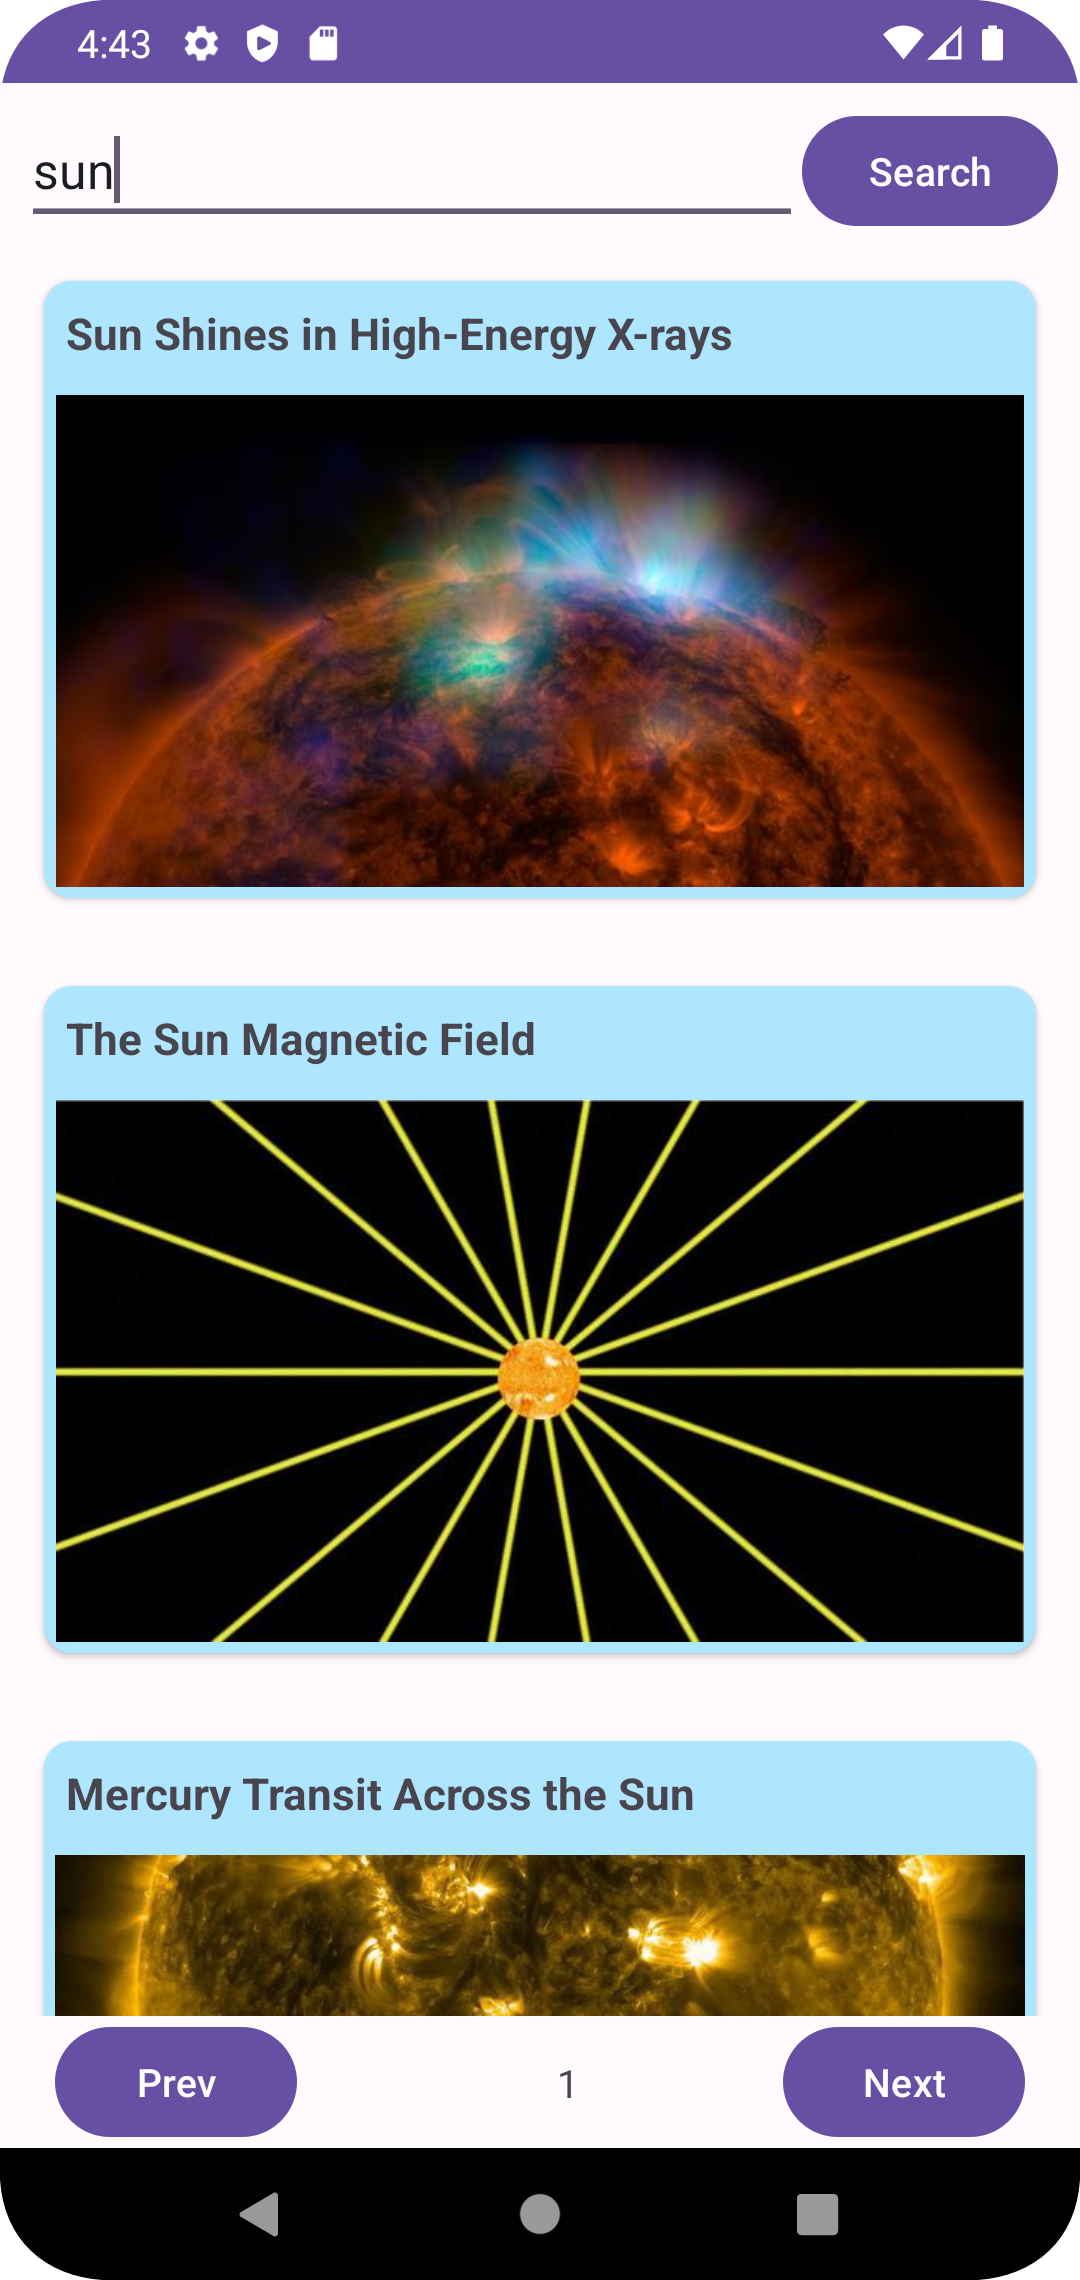 4:43
sun
Search
Sun Shines in High-Energy X-rays
The Sun Magnetic Field
Mercury Transit Across the Sun
Prev
1
Next